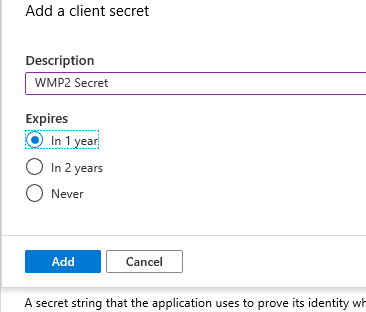 Add a client secret
Description
WMP2 Secret
Expires
In 1 year
In 2 years
Never
Add
Cancel
A secret string that the application uses to prove its identity